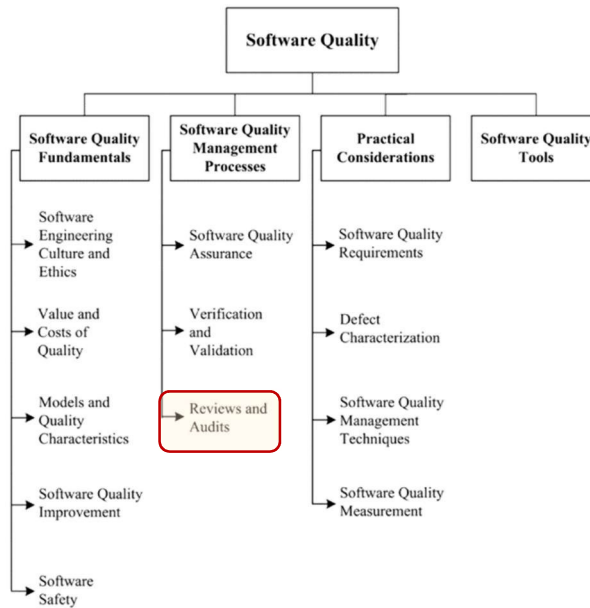 Software Quality
Software Quality
Fundamentals
Software
Engineering
Culture and
Ethics
Value and
Costs of
Quality
Models and
Quality
Characteristics
Software Quality
Improvement
Software
Safety
Software Quality
Management
Processes
Software Quality
Assurance
Verification
and
Validation
Reviews and
Audits
Practical
Considerations
Software Quality
Requirements
Defect
Characterization
Software Quality
Management
Techniques
Software Quality
Measurement
Software Quality
Tools